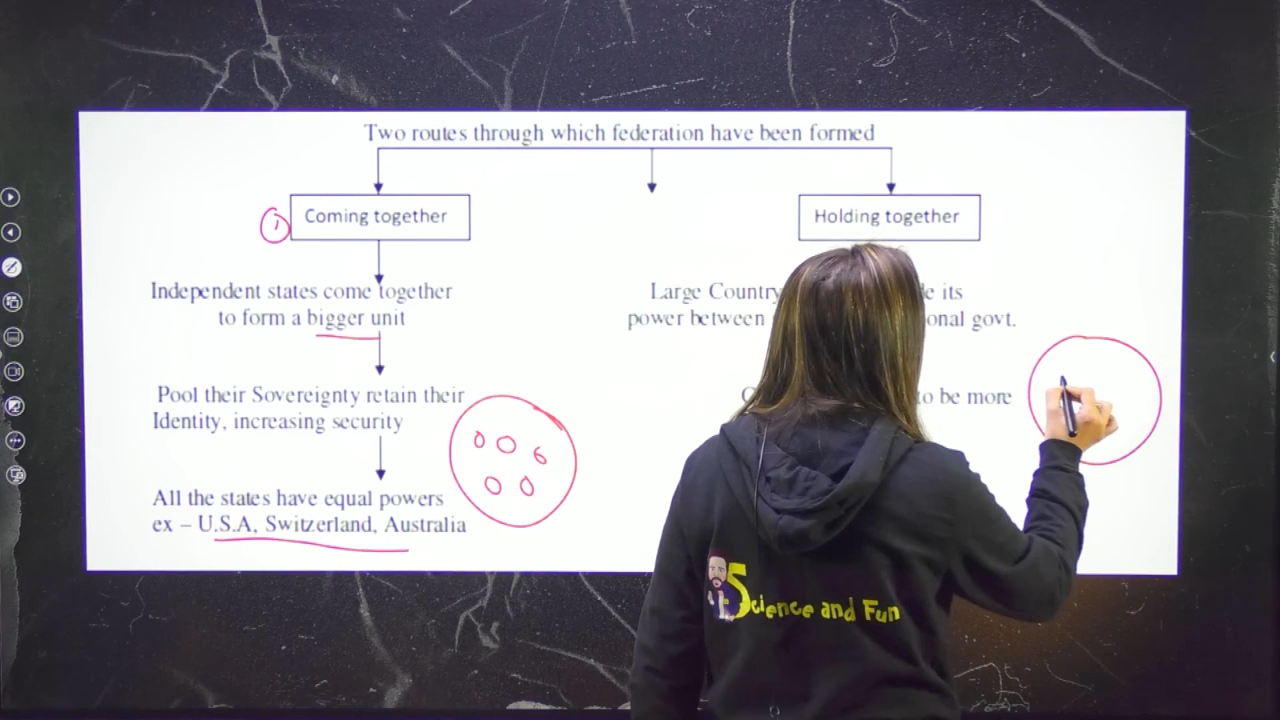 Two routes through which federation have been formed
1
Coming together
Holding together
Independent states come together
to form a bigger unit
Large Country its
power between govt.
Pool their Sovereignty retain their
Identity, increasing security
to be more
All the states have equal powers
ex – U.S.A, Switzerland, Australia
Science and Fun